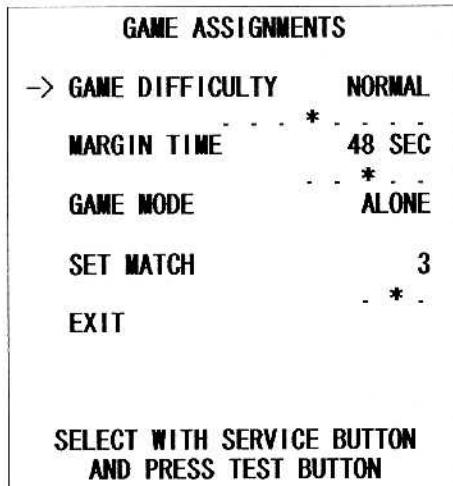 GAME ASSIGNMENTS
-> GAME DIFFICULTY NORMAL
- - - * - - - -
MARGIN TIME 48 SEC
- - * - -
GAME MODE ALONE
SET MATCH 3
- * -
EXIT
SELECT WITH SERVICE BUTTON
AND PRESS TEST BUTTON